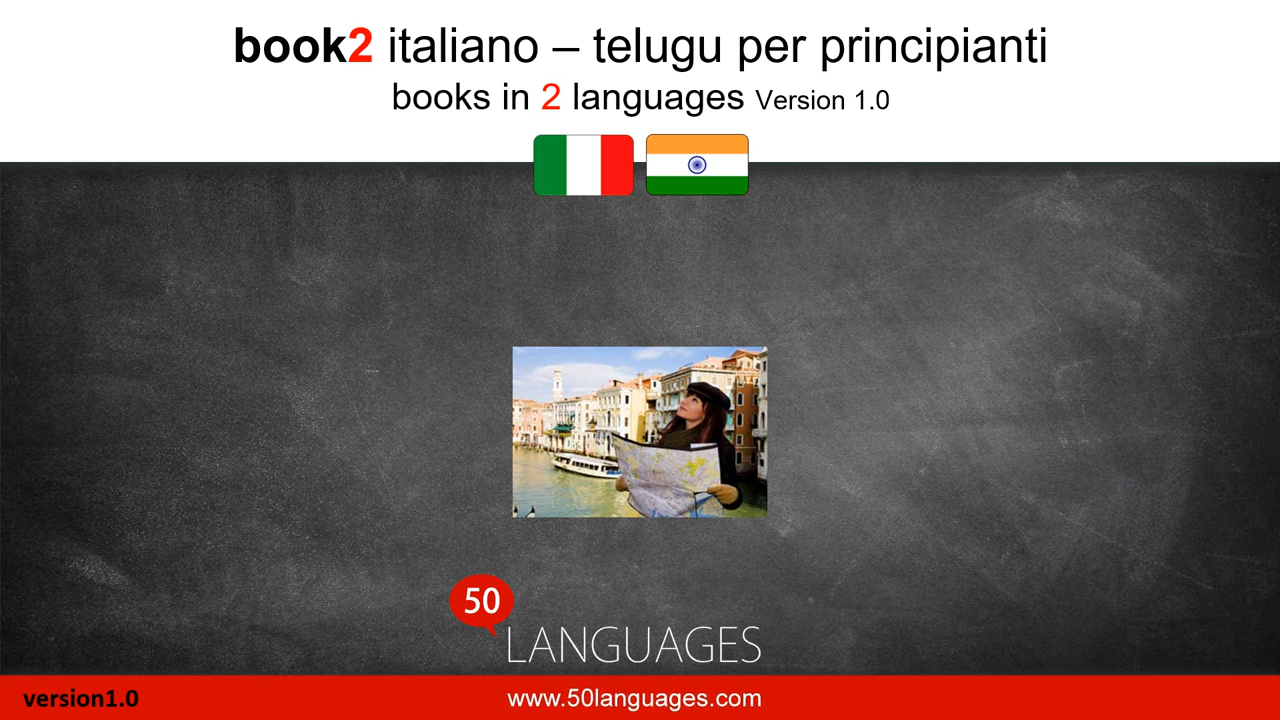 book2 italiano – telugu per principianti
books in 2 languages Version 1.0
50
LANGUAGES
version1.0
www.50languages.com